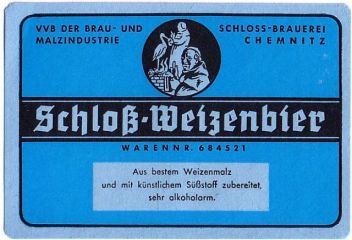 VVB DER BRAU- UND
MALZINDUSTRIE
SCHLOSS-BRAUEREI
CHEMNITZ
Schloß-Weizenbier
WARENNR. 684521
Aus bestem Weizenmalz
und mit künstlichem Süßstoff zubereitet,
sehr alkoholarm.